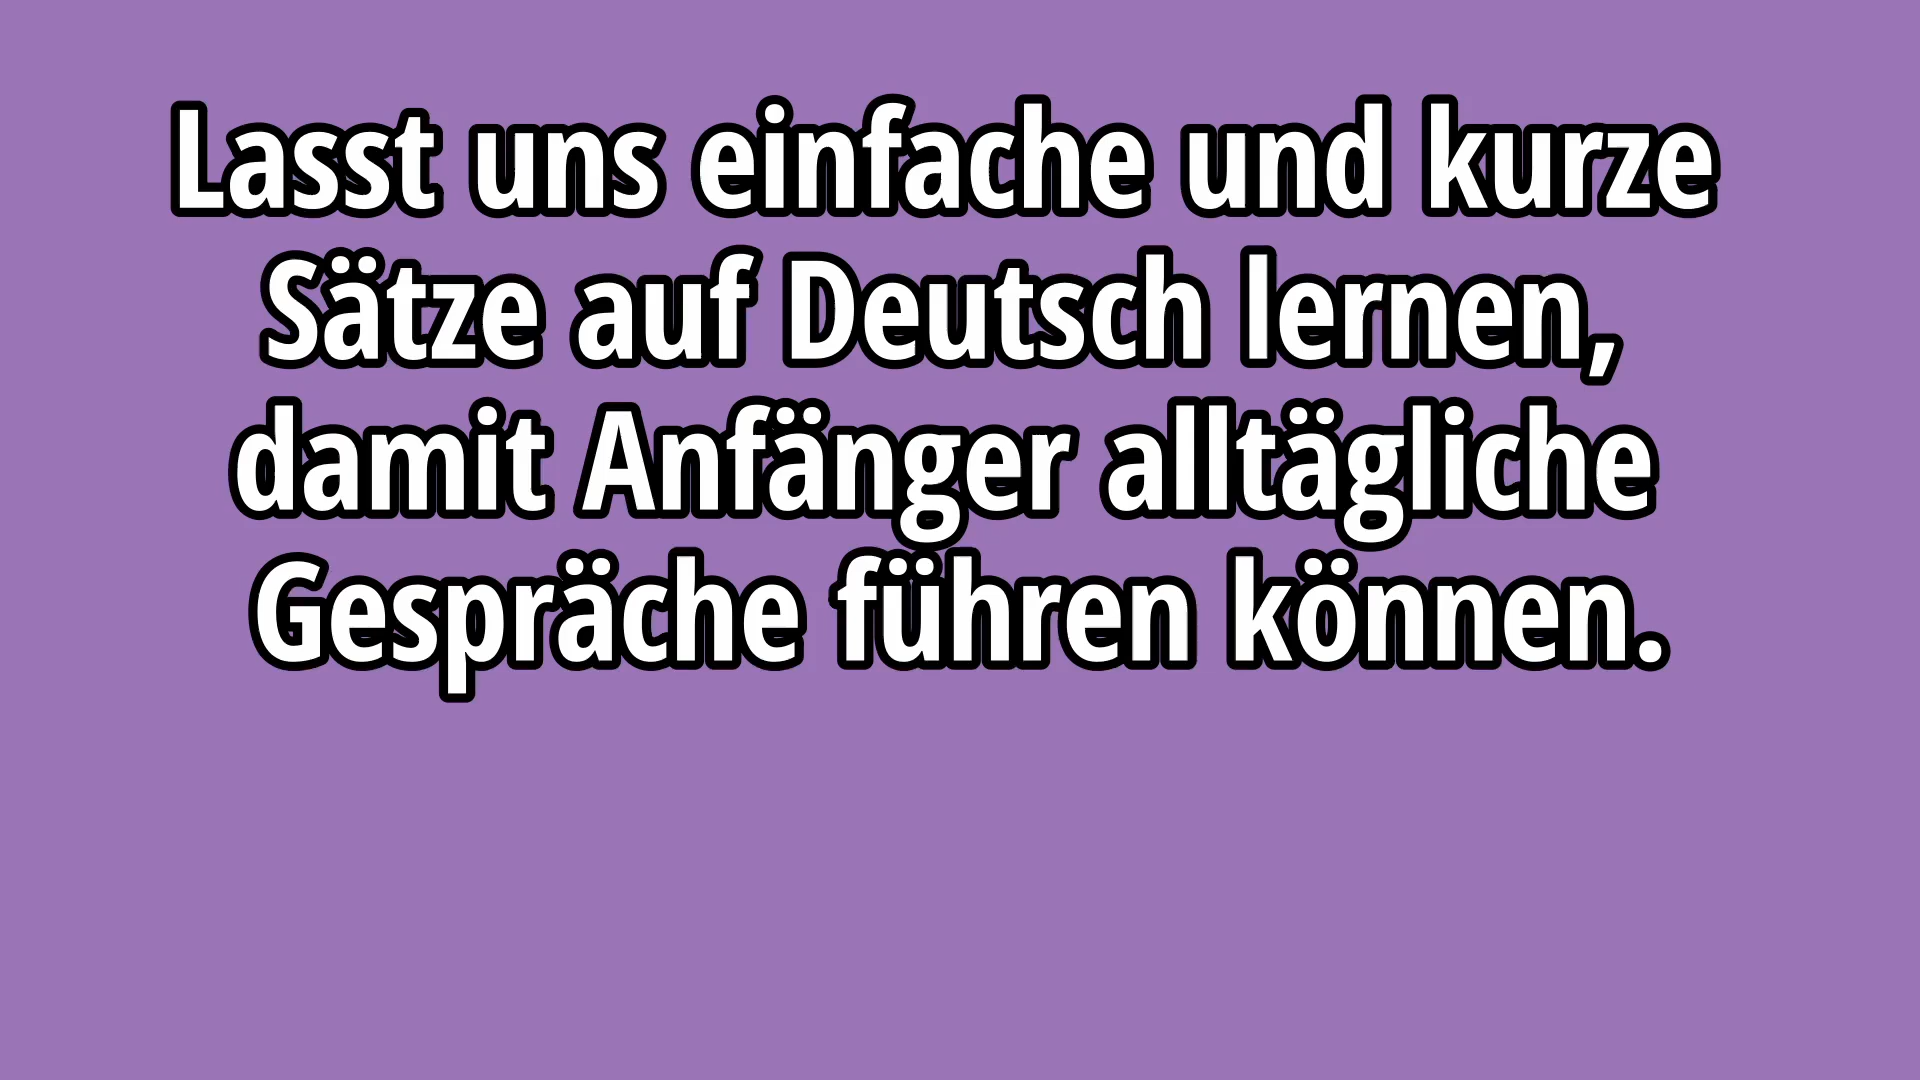 Lasst uns einfache und kurze
Sätze auf Deutsch lernen,
damit Anfänger alltägliche
Gespräche führen können.